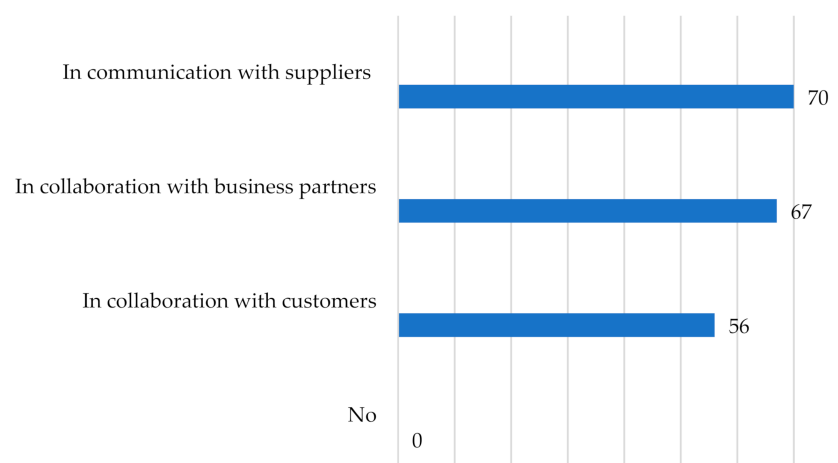 In communication with suppliers
70
In collaboration with business partners
67
In collaboration with customers
56
No
0